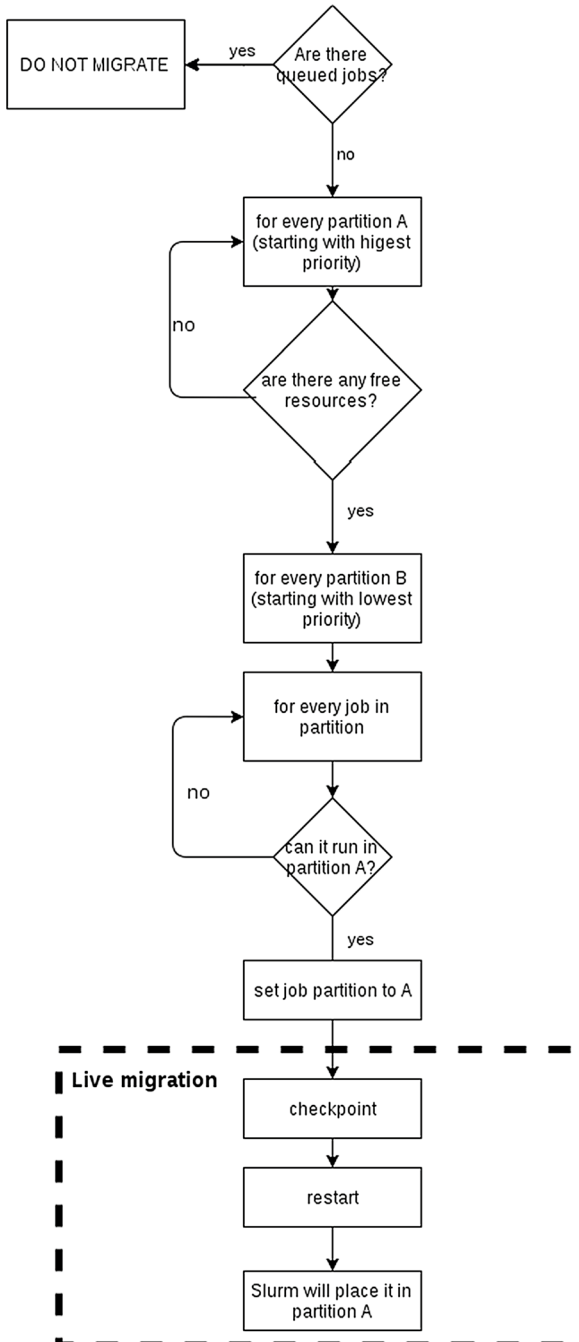 Are there
yes
DO NOT MIGRATE
queued jobs?
no
for every partition A
(starting with higest
priority)
no
are there any free
resources?
yes
for every partition B
(starting with lowest
priority)
for every job in
partition
no
can it run in
partition A?
yes
set job partition to A
Live migration
checkpoint
restart
Slurm will place it in
partition A